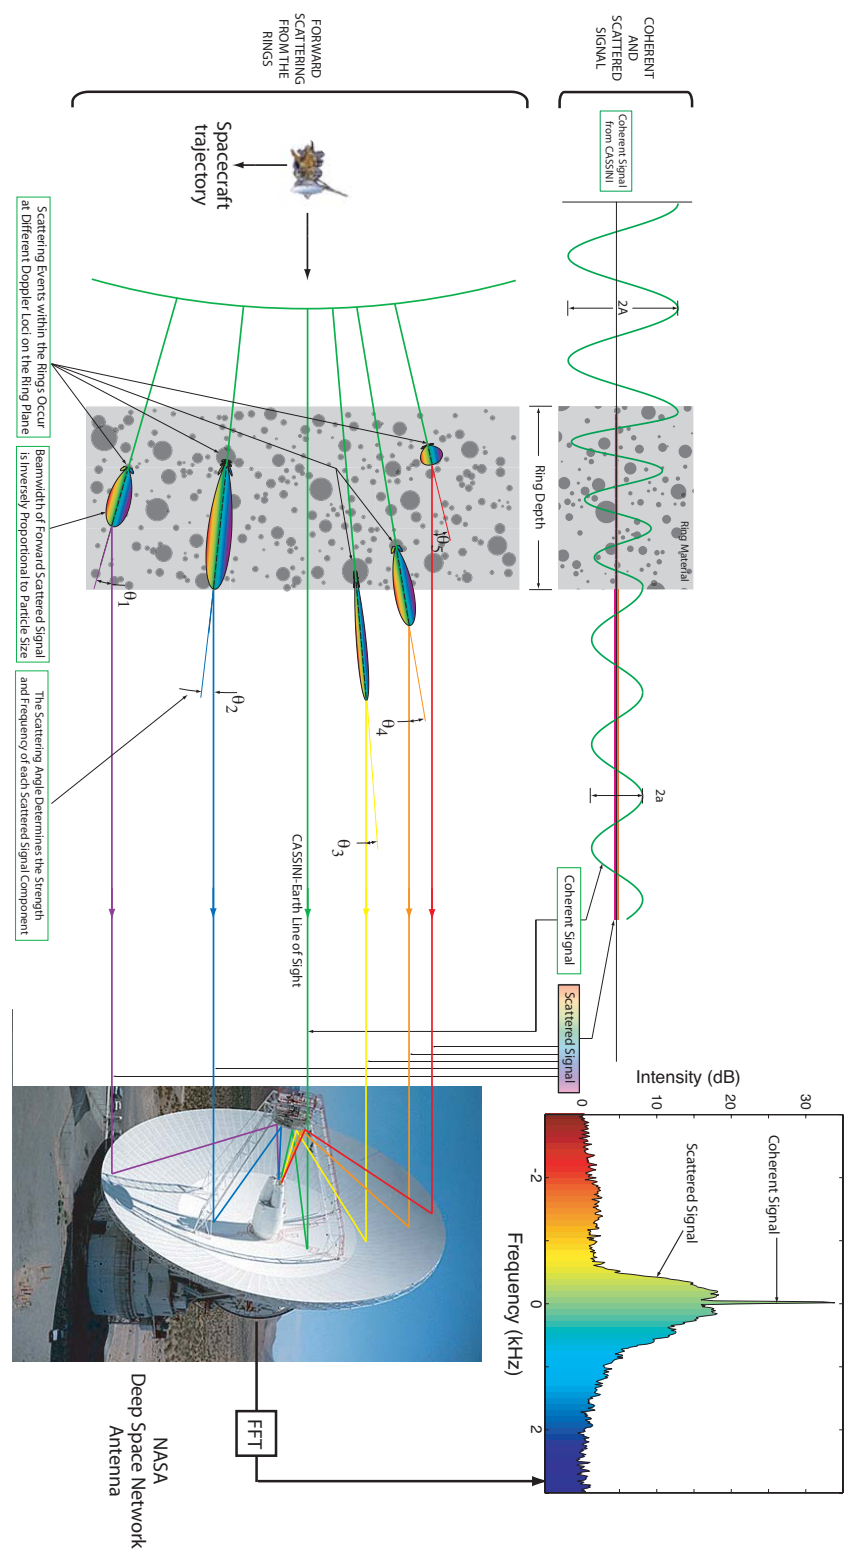 COHERENT
AND
SCATTERED
SIGNAL
Coherent Signal
from CASSINI
2A
Ring Material
2a
Coherent Signal
Scattered Signal
Intensity (dB)
0
10
20
30
Coherent Signal
Scattered Signal
-2
0
2
Frequency (kHz)
FORWARD
SCATTERING
FROM THE
RINGS
Spacecraft
trajectory
Ring Depth
θ5
θ4
θ3
θ2
θ1
CASSINI-Earth Line of Sight
Scattering Events within the Rings Occur
at Different Doppler Loci on the Ring Plane
Beamwidth of Forward Scattered Signal
is Inversely Proportional to Particle Size
The Scattering Angle Determines the Strength
and Frequency of each Scattered Signal Component
FFT
NASA
Deep Space Network
Antenna